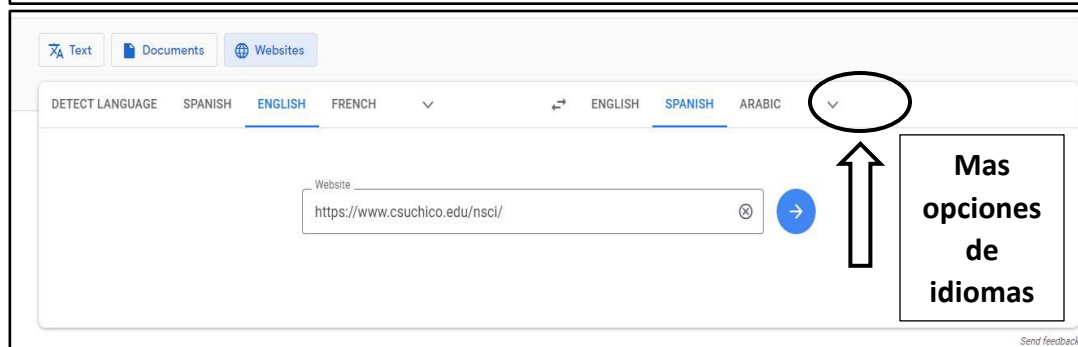 Text Documents Websites
DETECT LANGUAGE SPANISH ENGLISH FRENCH ENGLISH SPANISH ARABIC
Website
https://www.csuchico.edu/nsci/
Mas
opciones
de
idiomas
Send feedback